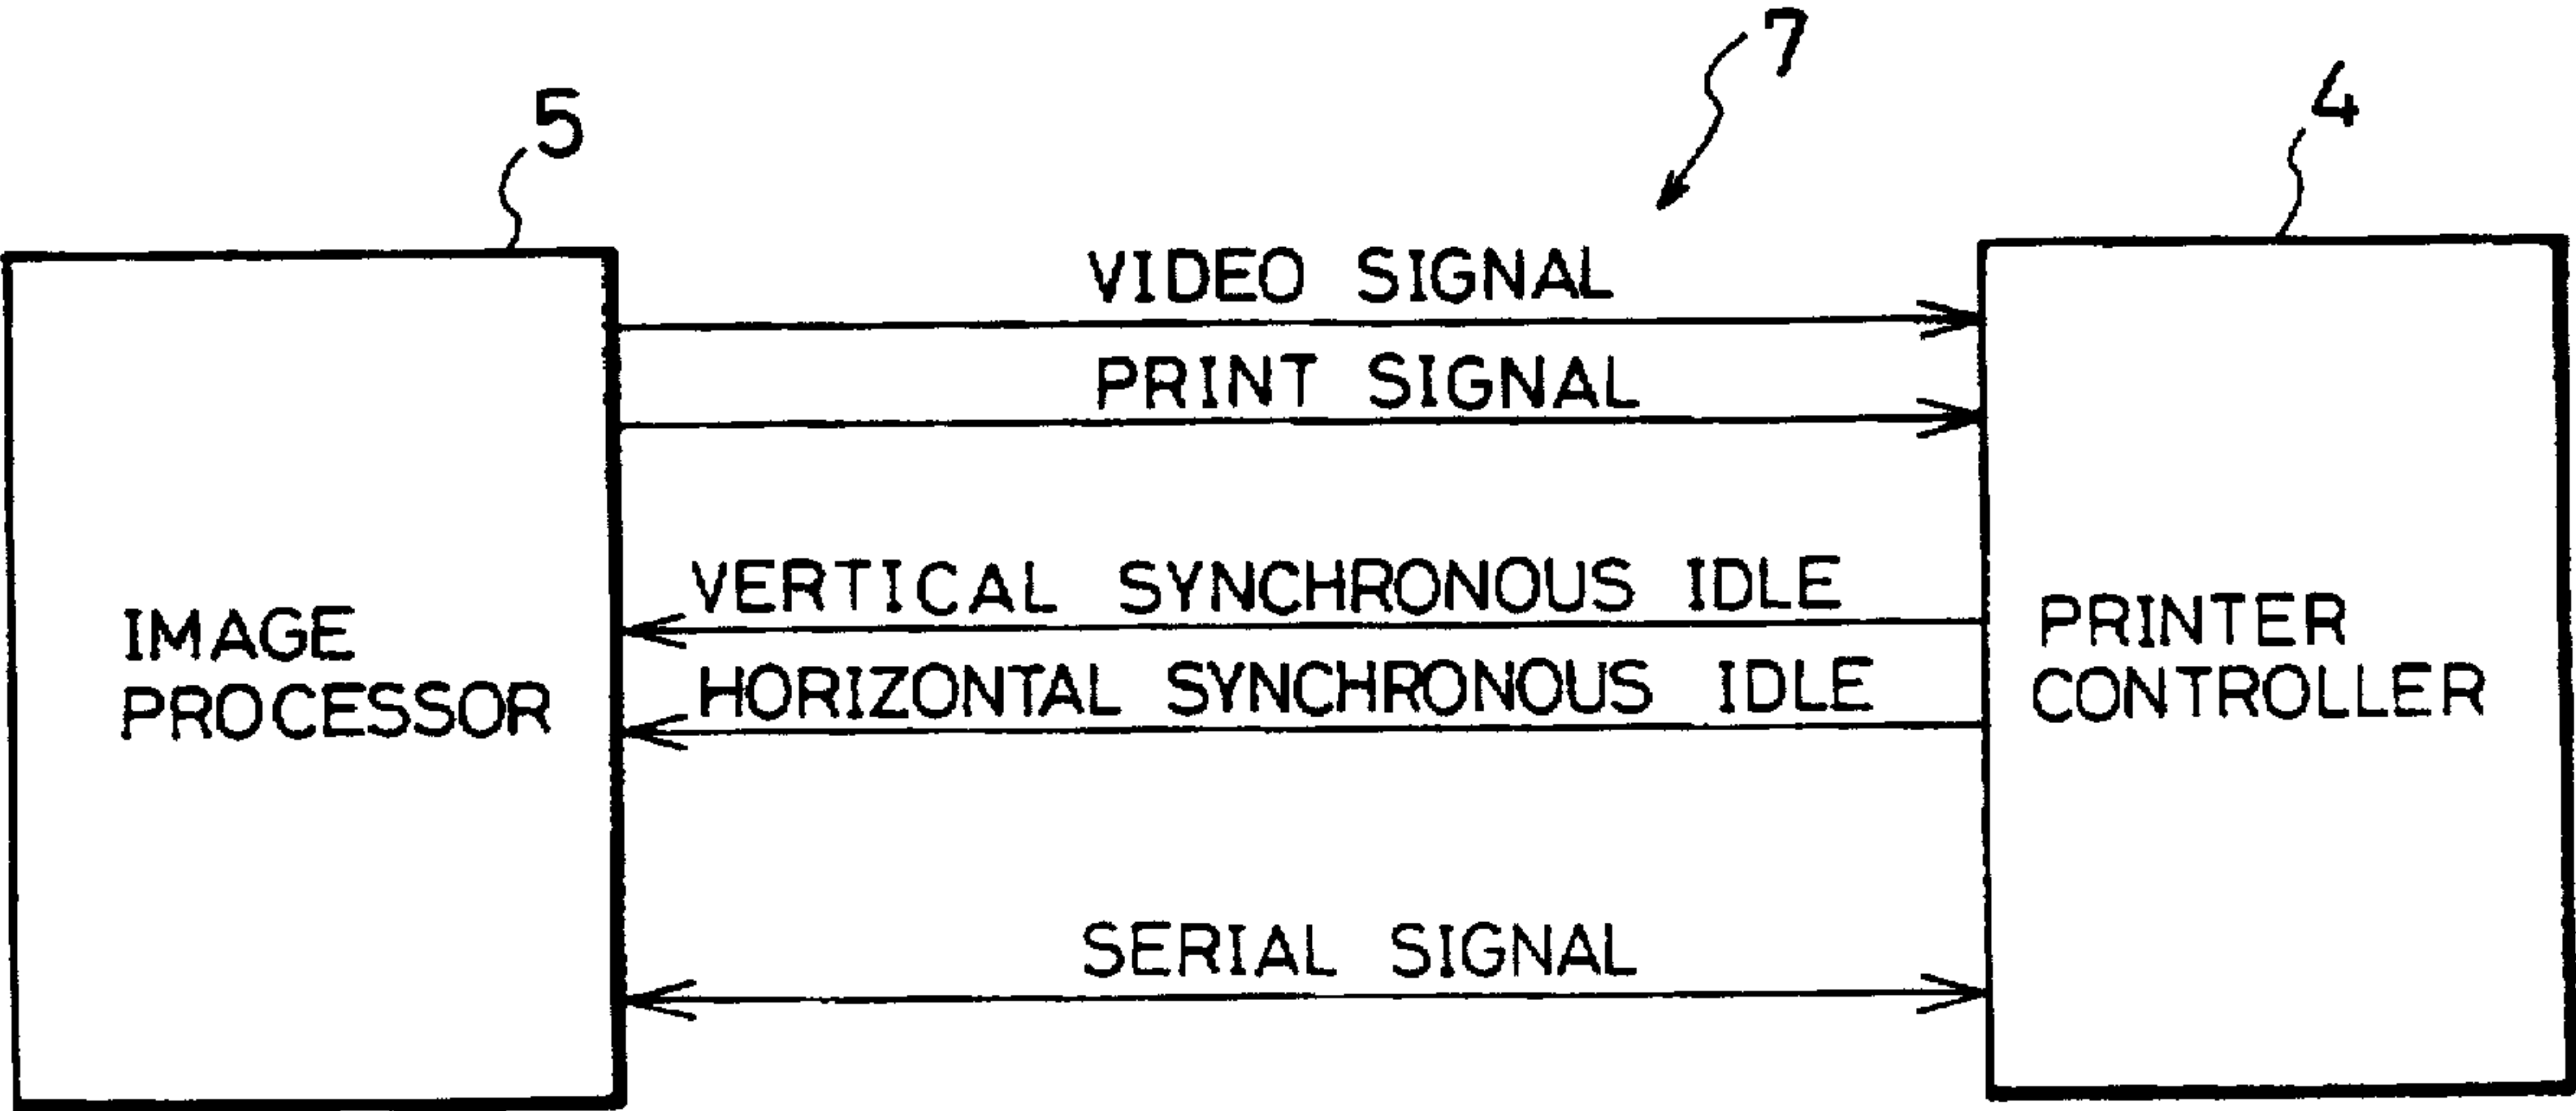 7
5
4
VIDEO SIGNAL
PRINT SIGNAL
VERTICAL SYNCHRONOUS IDLE
HORIZONTAL SYNCHRONOUS IDLE
IMAGE
PROCESSOR
PRINTER
CONTROLLER
SERIAL SIGNAL